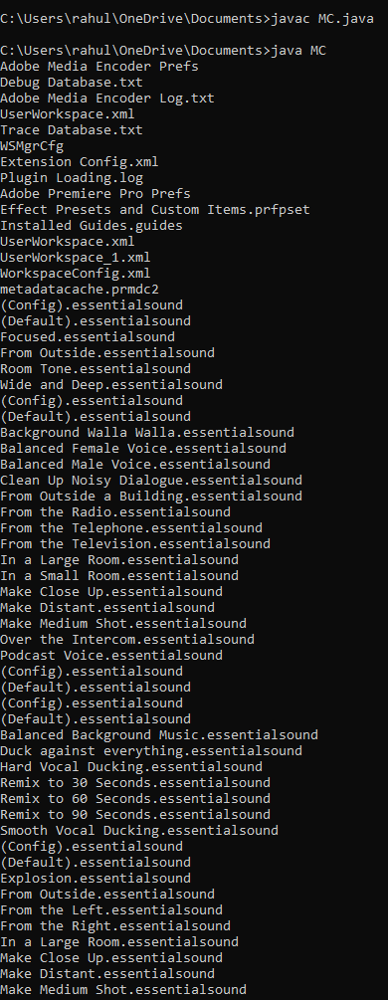 C:\Users\rahul\OneDrive\Documents>javac MC.java
C:\Users\rahul\OneDrive\Documents>java MC
Adobe Media Encoder Prefs
Debug Database.txt
Adobe Media Encoder Log.txt
UserWorkspace.xml
Trace Database.txt
WSMgrCfg
Extension Config.xml
Plugin Loading.log
Adobe Premiere Pro Prefs
Effect Presets and Custom Items.prfpset
Installed Guides.guides
UserWorkspace.xml
UserWorkspace_1.xml
WorkspaceConfig.xml
metadatacache.prmdc2
(Config).essentialsound
(Default).essentialsound
Focused.essentialsound
From Outside.essentialsound
Room Tone.essentialsound
Wide and Deep.essentialsound
(Config).essentialsound
(Default).essentialsound
Background Walla Walla.essentialsound
Balanced Female Voice.essentialsound
Balanced Male Voice.essentialsound
Clean Up Noisy Dialogue.essentialsound
From Outside a Building.essentialsound
From the Radio.essentialsound
From the Telephone.essentialsound
From the Television.essentialsound
In a Large Room.essentialsound
In a Small Room.essentialsound
Make Close Up.essentialsound
Make Distant.essentialsound
Make Medium Shot.essentialsound
Over the Intercom.essentialsound
Podcast Voice.essentialsound
(Config).essentialsound
(Default).essentialsound
(Config).essentialsound
(Default).essentialsound
Balanced Background Music.essentialsound
Duck against everything.essentialsound
Hard Vocal Ducking.essentialsound
Remix to 30 Seconds.essentialsound
Remix to 60 Seconds.essentialsound
Remix to 90 Seconds.essentialsound
Smooth Vocal Ducking.essentialsound
(Config).essentialsound
(Default).essentialsound
Explosion.essentialsound
From Outside.essentialsound
From the Left.essentialsound
From the Right.essentialsound
In a Large Room.essentialsound
Make Close Up.essentialsound
Make Distant.essentialsound
Make Medium Shot.essentialsound